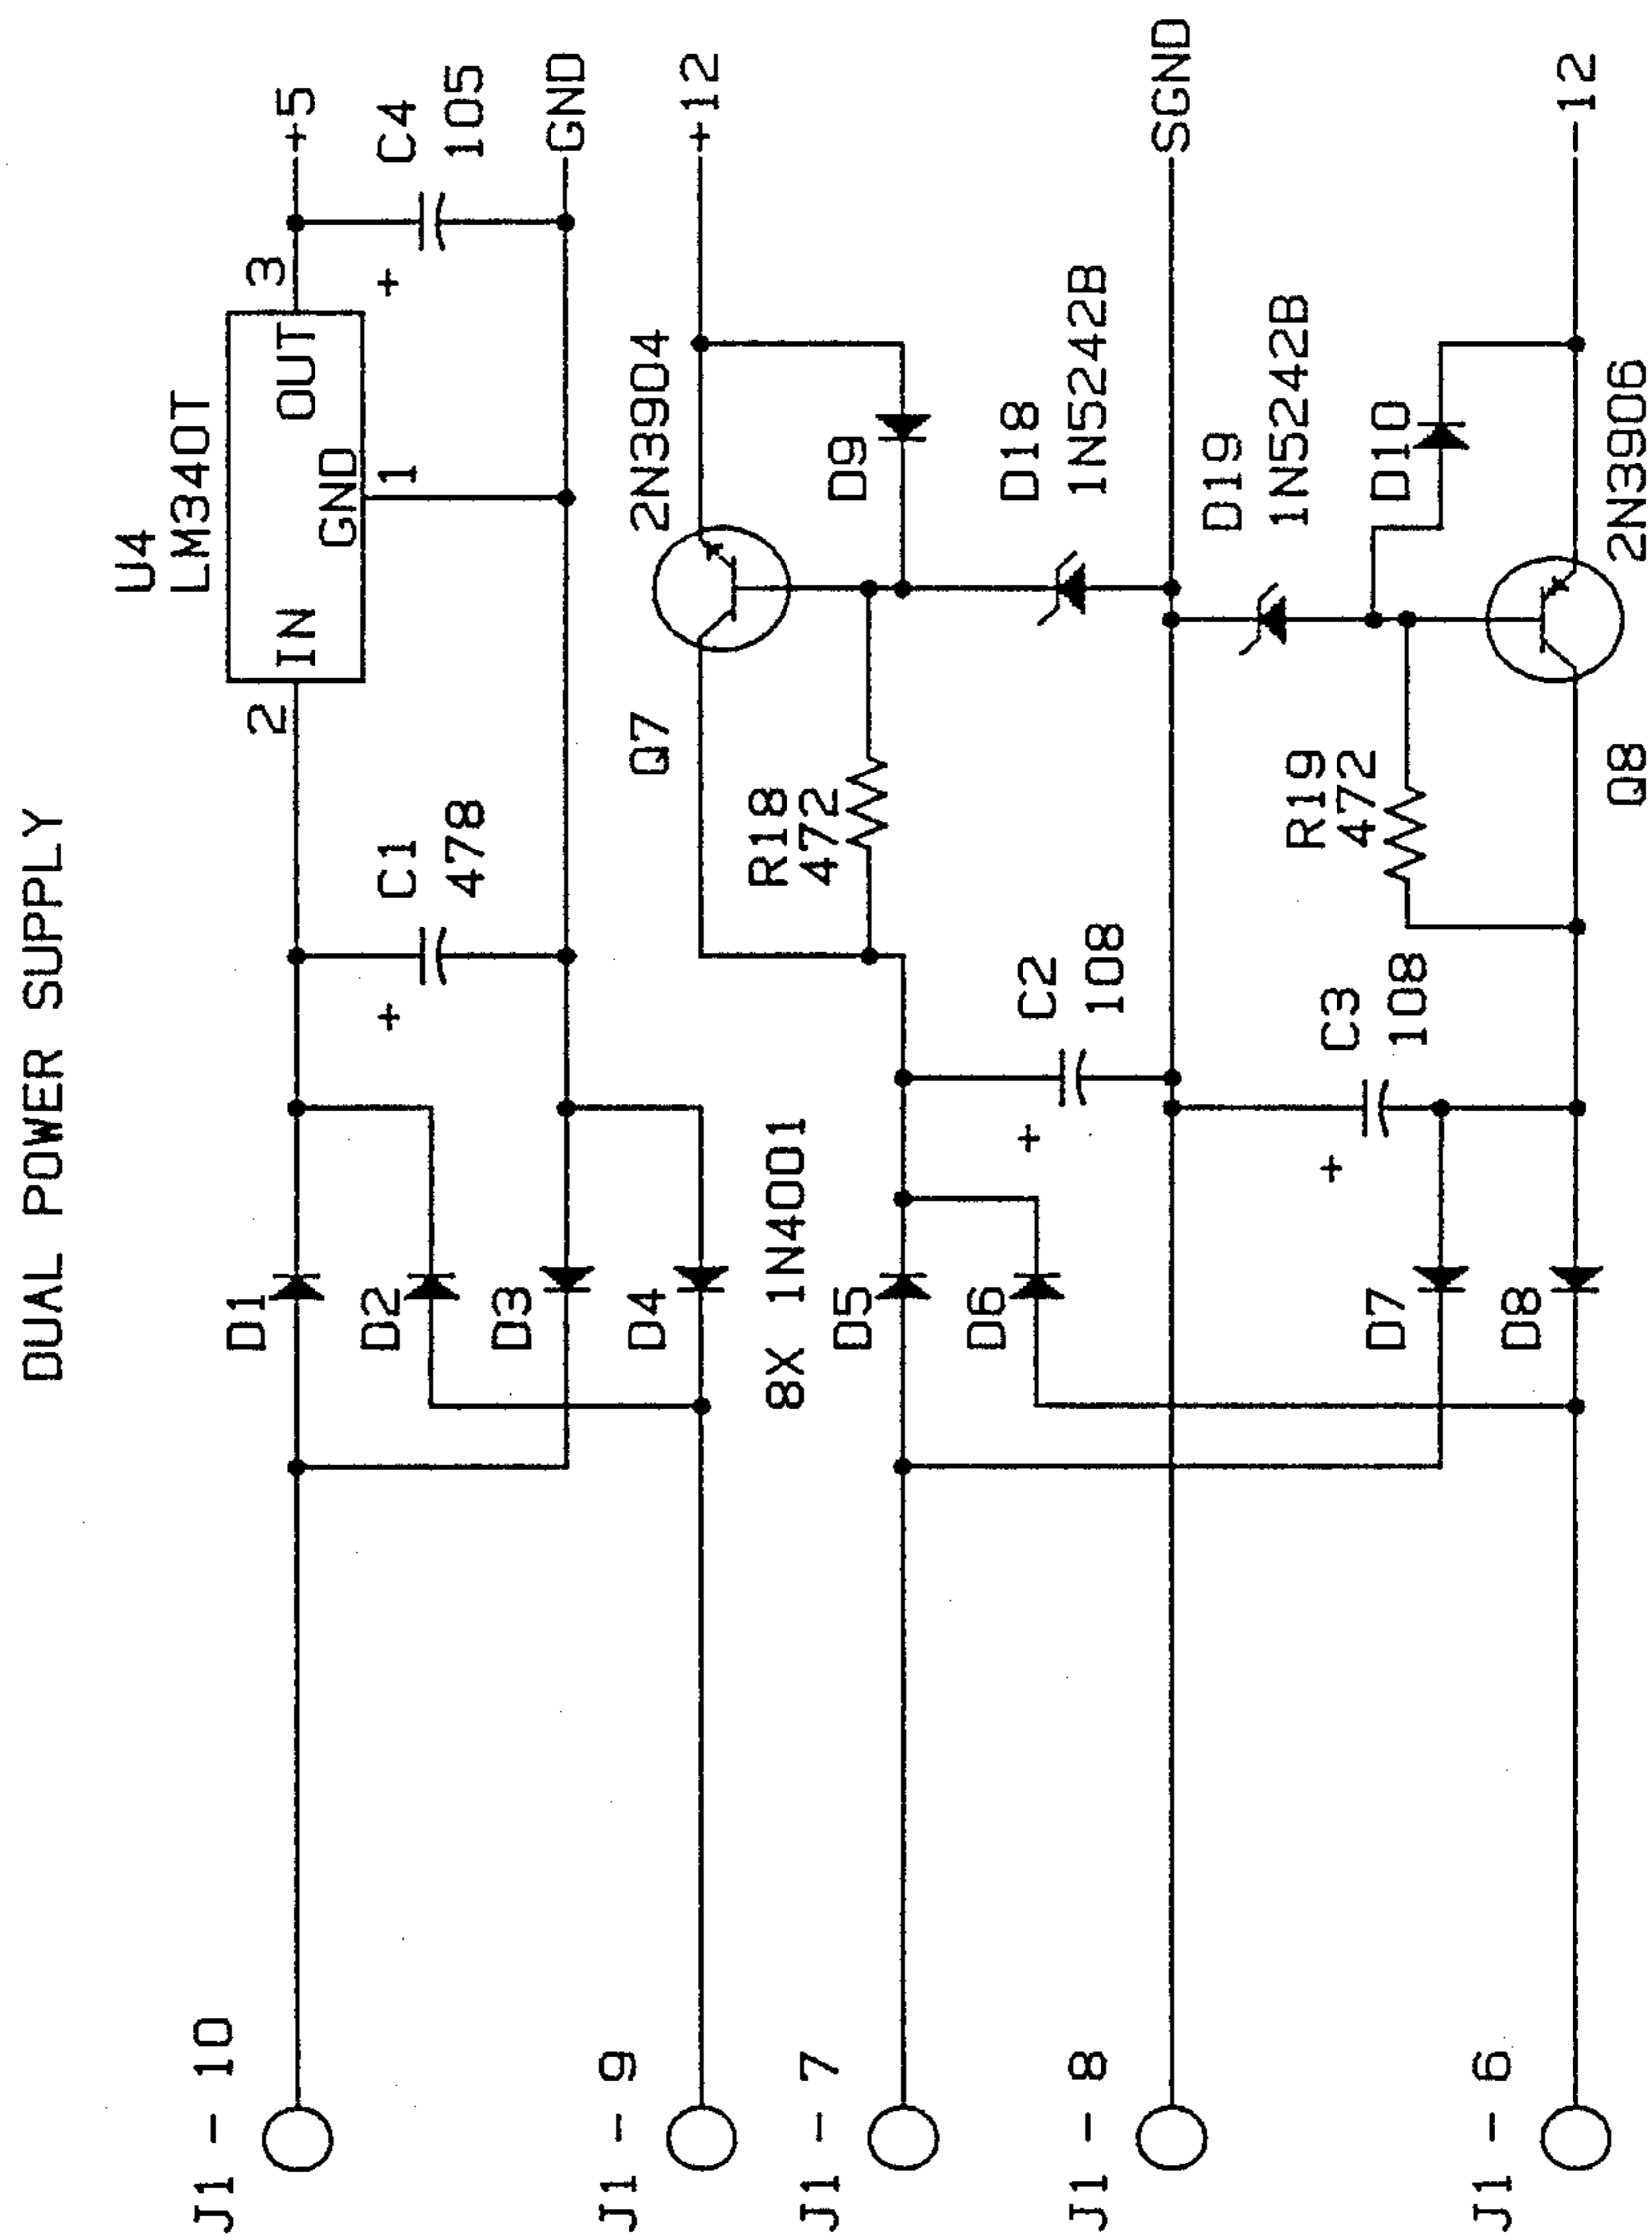 DUAL POWER SUPPLY
U4
LM340T
2
IN
OUT
GND
3
1
+5
C1
478
+
C4
105
+
GND
J1 - 10
D1
D2
D3
D4
J1 - 9
8X 1N4001
Q7
2N3904
+12
R18
472
D9
J1 - 7
D5
D6
C2
108
+
D18
1N5242B
J1 - 8
SGND
D19
1N5242B
C3
108
+
R19
472
D10
D7
D8
J1 - 6
-12
Q8
2N3906